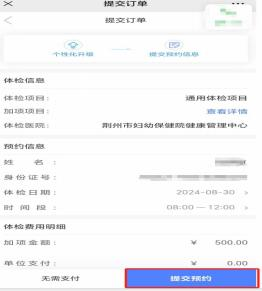 提交订单
提交订单
个性化升级 提交预约信息
体检信息
体检项目: 通用体检项目
加项项目: 查看详情
体检医院: 荆州市妇幼保健院健康管理中心
预约信息
姓 名:
身份证号:
体检日期: 2024-08-30 >
时间段: 08:00—12:00 >
体检费用明细
加项金额: ¥ 500.00
单位支付: ¥ 0.00
无需支付 提交预约